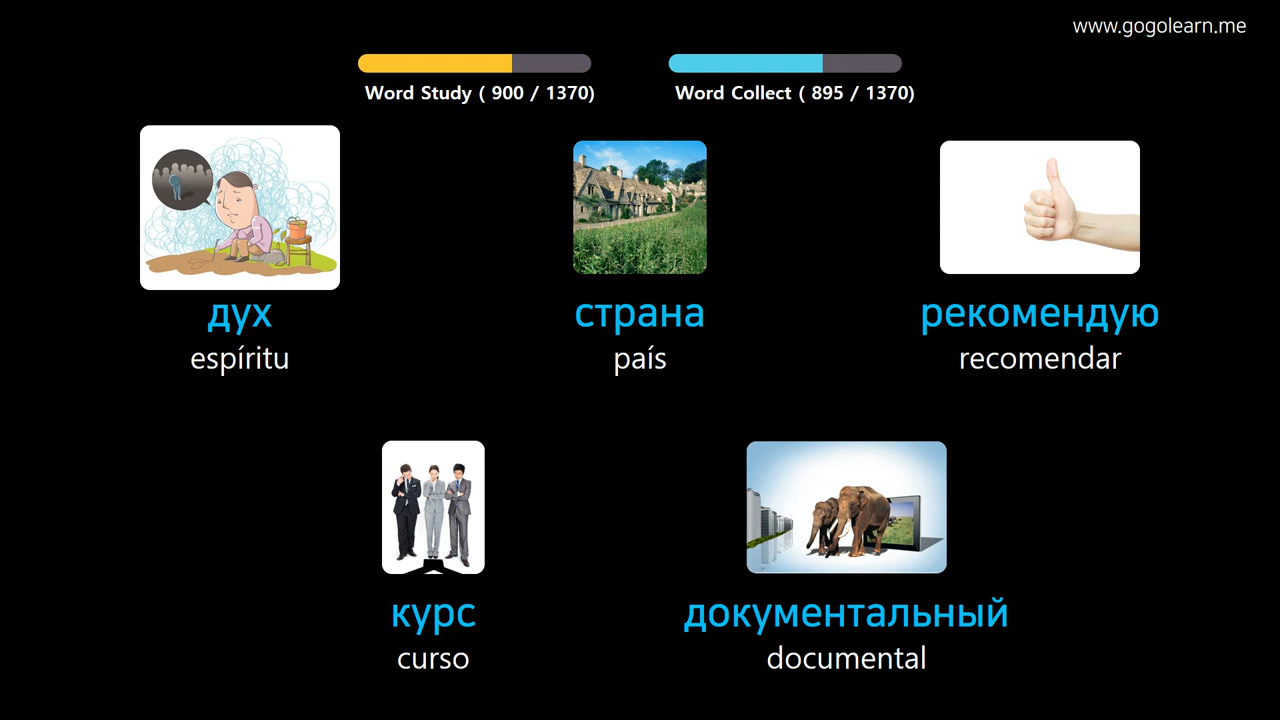 www.gogolearn.me
Word Study ( 900 / 1370)
Word Collect ( 895 / 1370)
дух
espíritu
страна
país
рекомендую
recomendar
курс
curso
документальный
documental